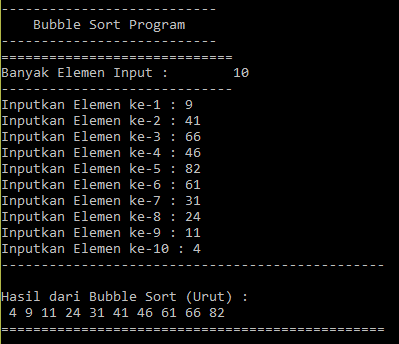 ---------------------------
    Bubble Sort Program
---------------------------
=============================
Banyak Elemen Input :        10
-----------------------------
Inputkan Elemen ke-1 : 9
Inputkan Elemen ke-2 : 41
Inputkan Elemen ke-3 : 66
Inputkan Elemen ke-4 : 46
Inputkan Elemen ke-5 : 82
Inputkan Elemen ke-6 : 61
Inputkan Elemen ke-7 : 31
Inputkan Elemen ke-8 : 24
Inputkan Elemen ke-9 : 11
Inputkan Elemen ke-10 : 4
------------------------------------------------
Hasil dari Bubble Sort (Urut) :
 4 9 11 24 31 41 46 61 66 82
================================================